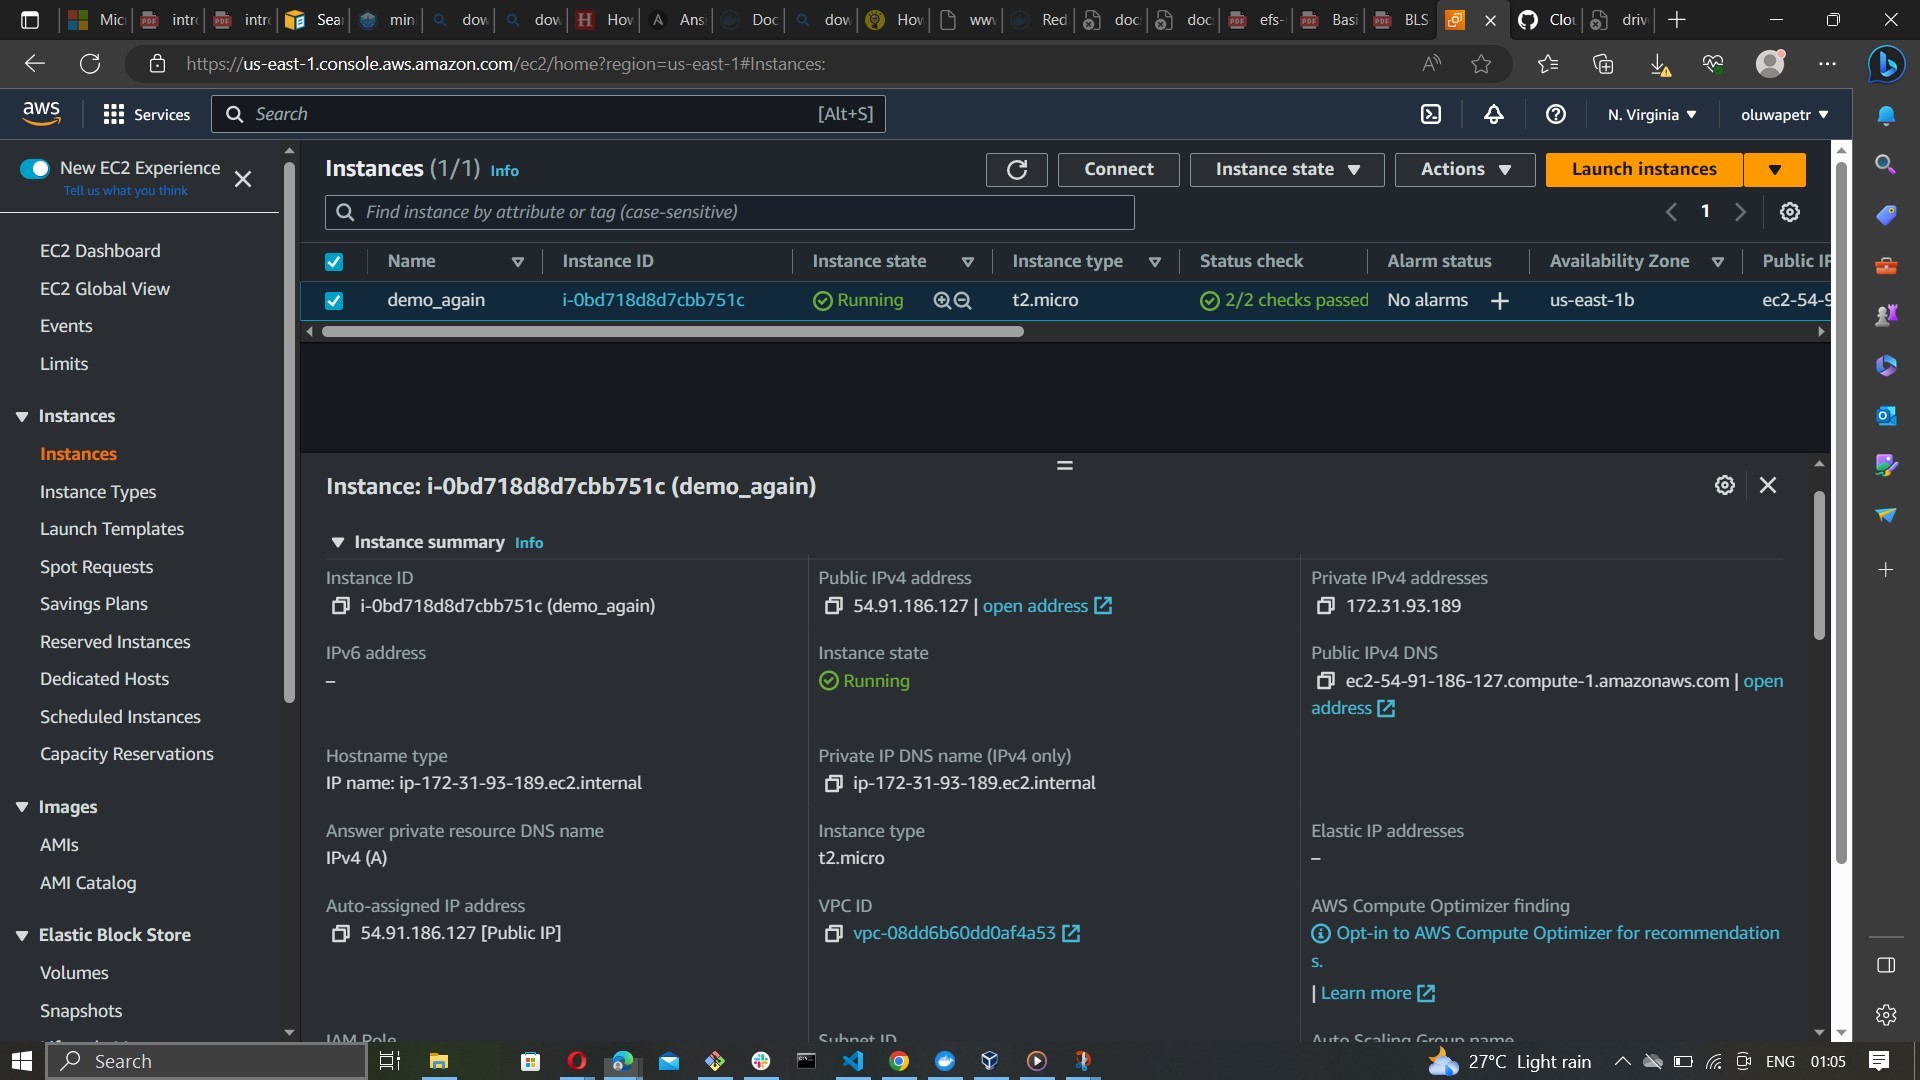 Mic
intr
intr
Sear
min
dow
dow
How
Ans
Doc
dow
How
www
Red
doc
doc
efs-
Basi
BLS
Clou
driv
https://us-east-1.console.aws.amazon.com/ec2/home?region=us-east-1#Instances:
aws
Services
Search
[Alt+S]
N. Virginia
oluwapetr
New EC2 Experience
Tell us what you think
EC2 Dashboard
EC2 Global View
Events
Limits
Instances
Instances
Instance Types
Launch Templates
Spot Requests
Savings Plans
Reserved Instances
Dedicated Hosts
Scheduled Instances
Capacity Reservations
Images
AMIs
AMI Catalog
Elastic Block Store
Volumes
Snapshots
Instances (1/1) Info
Connect
Instance state
Actions
Launch instances
Find instance by attribute or tag (case-sensitive)
1
Name Instance ID Instance state Instance type Status check Alarm status Availability Zone Public IP
demo_again i-0bd718d8d7cbb751c Running t2.micro 2/2 checks passed No alarms + us-east-1b ec2-54-9
Instance: i-0bd718d8d7cbb751c (demo_again)
Instance summary Info
Instance ID
i-0bd718d8d7cbb751c (demo_again)
Public IPv4 address
54.91.186.127 | open address
Private IPv4 addresses
172.31.93.189
IPv6 address
–
Instance state
Running
Public IPv4 DNS
ec2-54-91-186-127.compute-1.amazonaws.com | open
address
Hostname type
IP name: ip-172-31-93-189.ec2.internal
Private IP DNS name (IPv4 only)
ip-172-31-93-189.ec2.internal
Answer private resource DNS name
IPv4 (A)
Instance type
t2.micro
Elastic IP addresses
–
Auto-assigned IP address
54.91.186.127 [Public IP]
VPC ID
vpc-08dd6b60dd0af4a53
AWS Compute Optimizer finding
Opt-in to AWS Compute Optimizer for recommendation
s.
| Learn more
IAM Role
Subnet ID
Auto Scaling Group name
Search
27°C Light rain
ENG
01:05